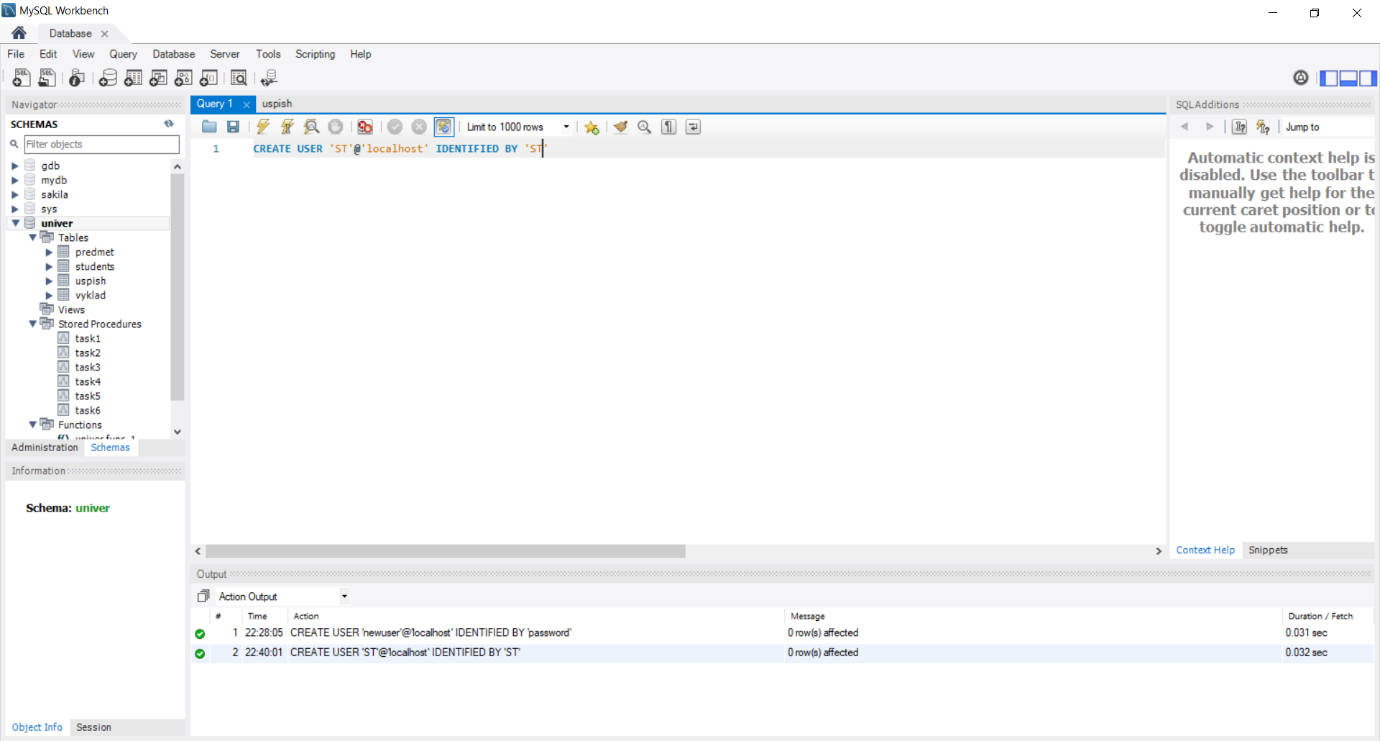 MySQL Workbench
Database
File Edit View Query Database Server Tools Scripting Help
Navigator
SCHEMAS
Filter objects
gdb
mydb
sakila
sys
univer
Tables
predmet
students
uspish
vyklad
Views
Stored Procedures
task1
task2
task3
task4
task5
task6
Functions
Administration Schemas
Information
Schema: univer
Object Info Session
Query 1 uspish
Limit to 1000 rows
1 CREATE USER 'ST'@'localhost' IDENTIFIED BY 'ST'
SQLAdditions
Jump to
Automatic context help is
disabled. Use the toolbar t
manually get help for the
current caret position or to
toggle automatic help.
Context Help Snippets
Output
Action Output
# Time Action Message Duration / Fetch
1 22:28:05 CREATE USER 'newuser'@'localhost' IDENTIFIED BY 'password' 0 row(s) affected 0.031 sec
2 22:40:01 CREATE USER 'ST'@'localhost' IDENTIFIED BY 'ST' 0 row(s) affected 0.032 sec